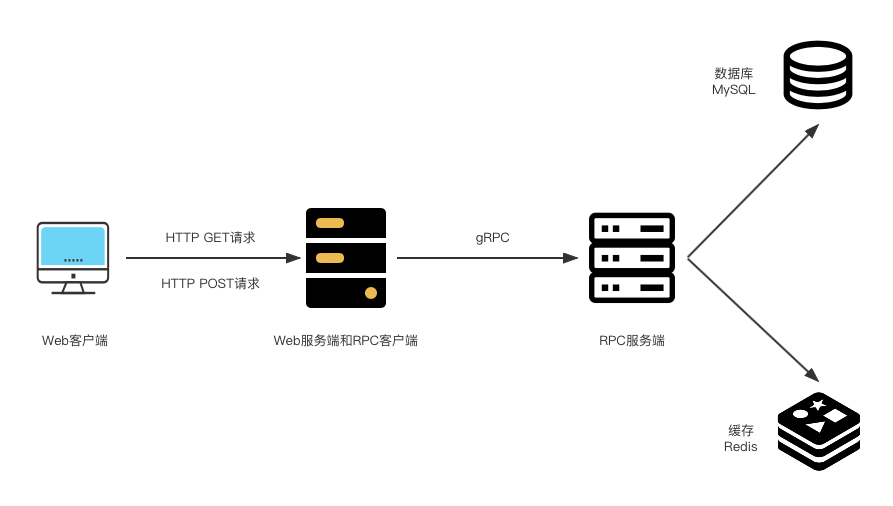 数据库
MySQL
HTTP GET请求
gRPC
HTTP POST请求
Web客户端
Web服务端和RPC客户端
RPC服务端
缓存
Redis